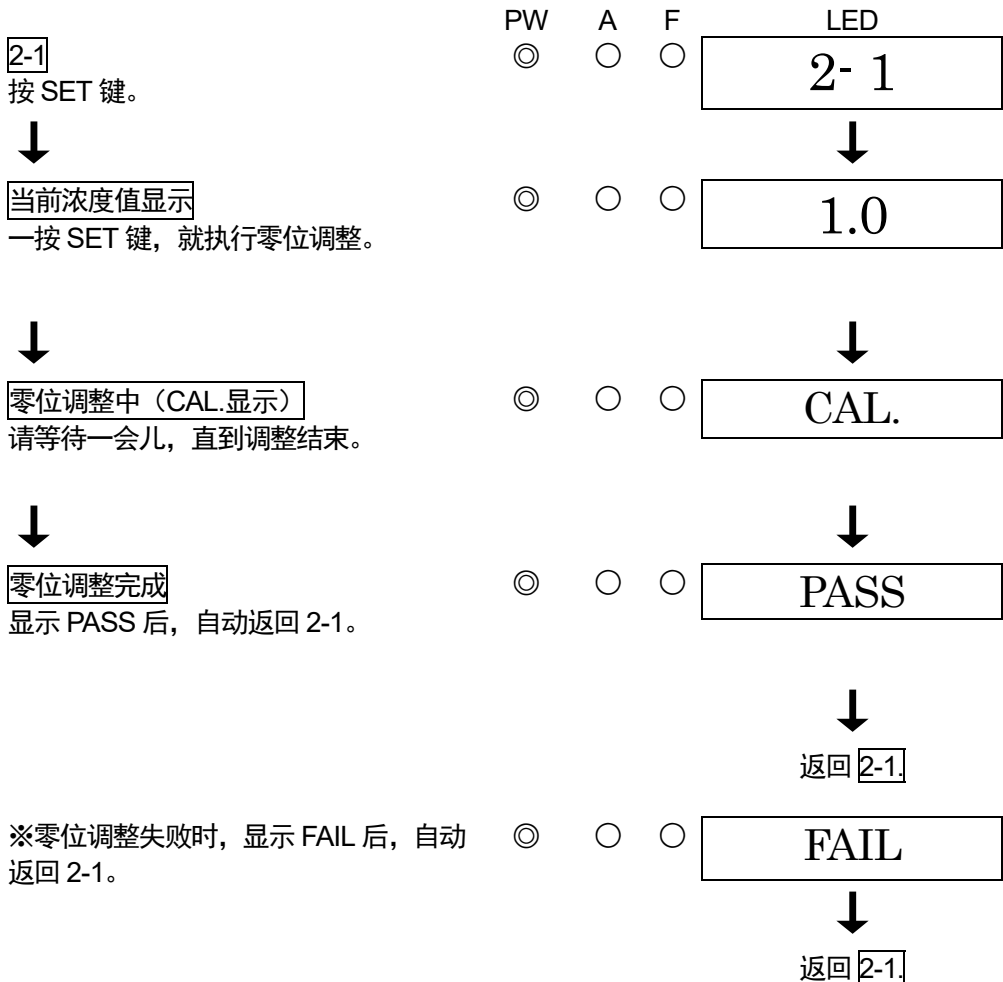 PW A F LED
2-1 ◎ ○ ○ 2- 1
按 SET 键。
↓ ↓
当前浓度值显示 ◎ ○ ○ 1.0
一按 SET 键，就执行零位调整。
↓ ↓
零位调整中（CAL.显示） ◎ ○ ○ CAL.
请等待一会儿，直到调整结束。
↓ ↓
零位调整完成 ◎ ○ ○ PASS
显示 PASS 后，自动返回 2-1。
↓
返回 2-1.
※零位调整失败时，显示 FAIL 后，自动 ◎ ○ ○ FAIL
返回 2-1。
↓
返回 2-1.